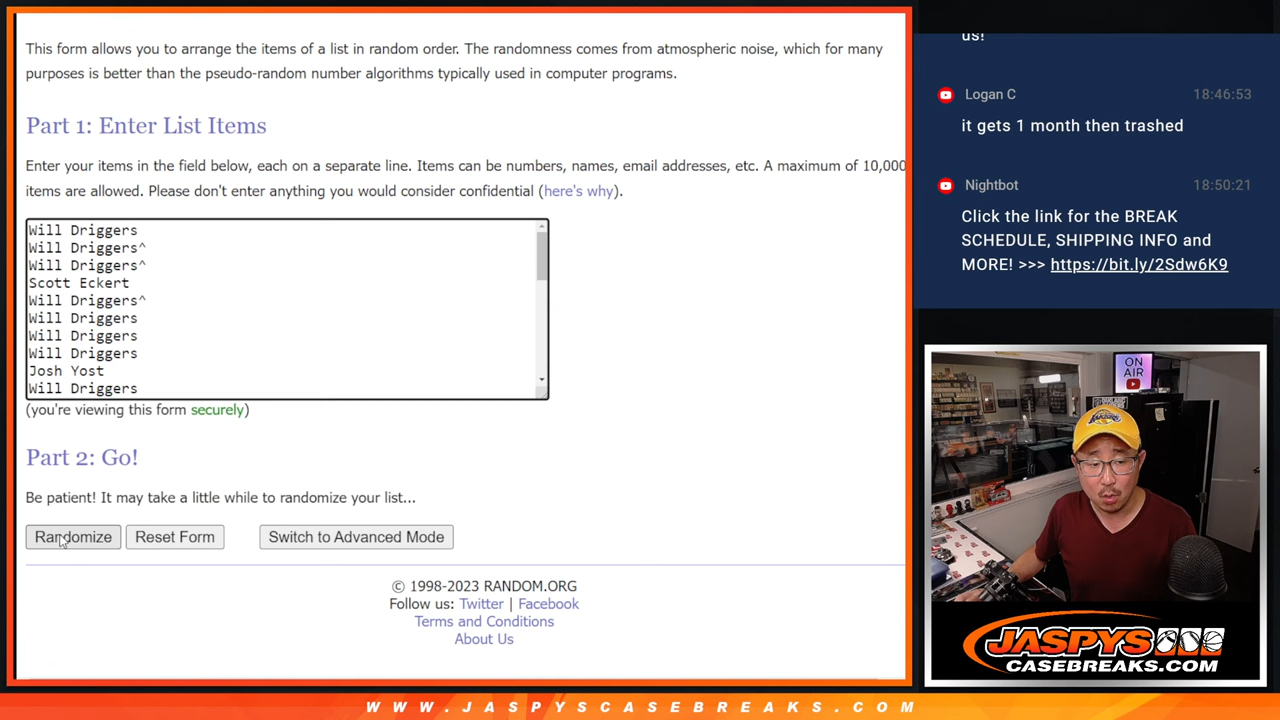 This form allows you to arrange the items of a list in random order. The randomness comes from atmospheric noise, which for many
purposes is better than the pseudo-random number algorithms typically used in computer programs.
Part 1: Enter List Items
Enter your items in the field below, each on a separate line. Items can be numbers, names, email addresses, etc. A maximum of 10,000
items are allowed. Please don't enter anything you would consider confidential (here's why).
Will Driggers
Will Driggers^
Will Driggers^
Scott Eckert
Will Driggers^
Will Driggers
Will Driggers
Will Driggers
Josh Yost
Will Driggers
(you're viewing this form securely)
Part 2: Go!
Be patient! It may take a little while to randomize your list...
Randomize Reset Form Switch to Advanced Mode
© 1998-2023 RANDOM.ORG
Follow us: Twitter | Facebook
Terms and Conditions
About Us
us!
Logan C 18:46:53
it gets 1 month then trashed
Nightbot 18:50:21
Click the link for the BREAK
SCHEDULE, SHIPPING INFO and
MORE! >>> https://bit.ly/2Sdw6K9
ON
AIR
JASPYS
CASEBREAKS.COM
WWW.JASPYSCASEBREAKS.COM